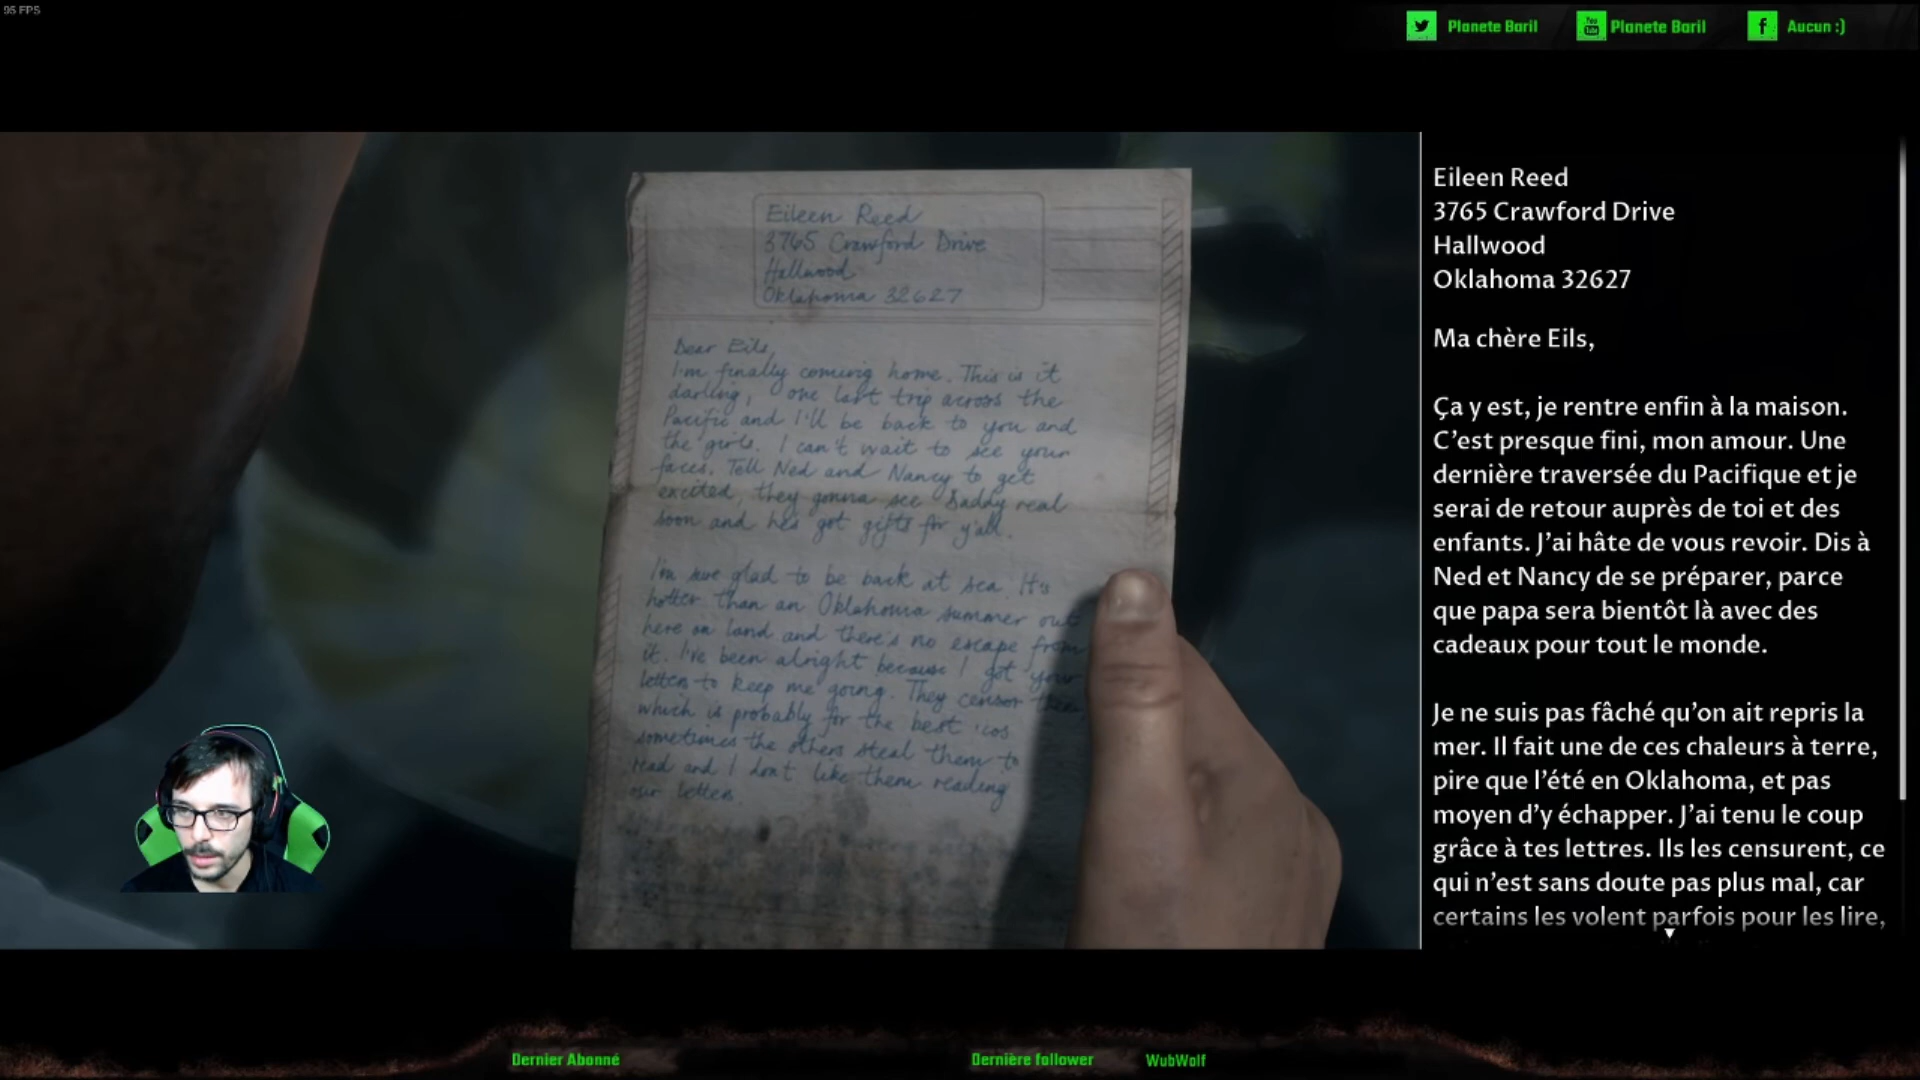 95 FPS
Planete Baril
You
Tube
Planete Baril
f
Aucun :)
Eileen Reed
3765 Crawford Drive
Hallwood
Oklahoma 32627
Dear Eils,
I'm finally coming home. This is it
darling, one last trip across the
Pacific and I'll be back to you and
the girls. I can't wait to see your
faces. Tell Ned and Nancy to get
excited, they gonna see Daddy real
soon and he's got gifts for y'all.
I'm sure glad to be back at sea. It's
hotter than an Oklahoma summer out
here on land and there's no escape from
it. I've been alright because I got your
letters to keep me going. They censor them,
which is probably for the best 'cos
sometimes the others steal them to
read and I don't like them reading
our letters.
Eileen Reed
3765 Crawford Drive
Hallwood
Oklahoma 32627
Ma chère Eils,
Ça y est, je rentre enfin à la maison.
C'est presque fini, mon amour. Une
dernière traversée du Pacifique et je
serai de retour auprès de toi et des
enfants. J'ai hâte de vous revoir. Dis à
Ned et Nancy de se préparer, parce
que papa sera bientôt là avec des
cadeaux pour tout le monde.
Je ne suis pas fâché qu'on ait repris la
mer. Il fait une de ces chaleurs à terre,
pire que l'été en Oklahoma, et pas
moyen d'y échapper. J'ai tenu le coup
grâce à tes lettres. Ils les censurent, ce
qui n'est sans doute pas plus mal, car
certains les volent parfois pour les lire,
Dernier Abonné
Dernière follower
WubWolf